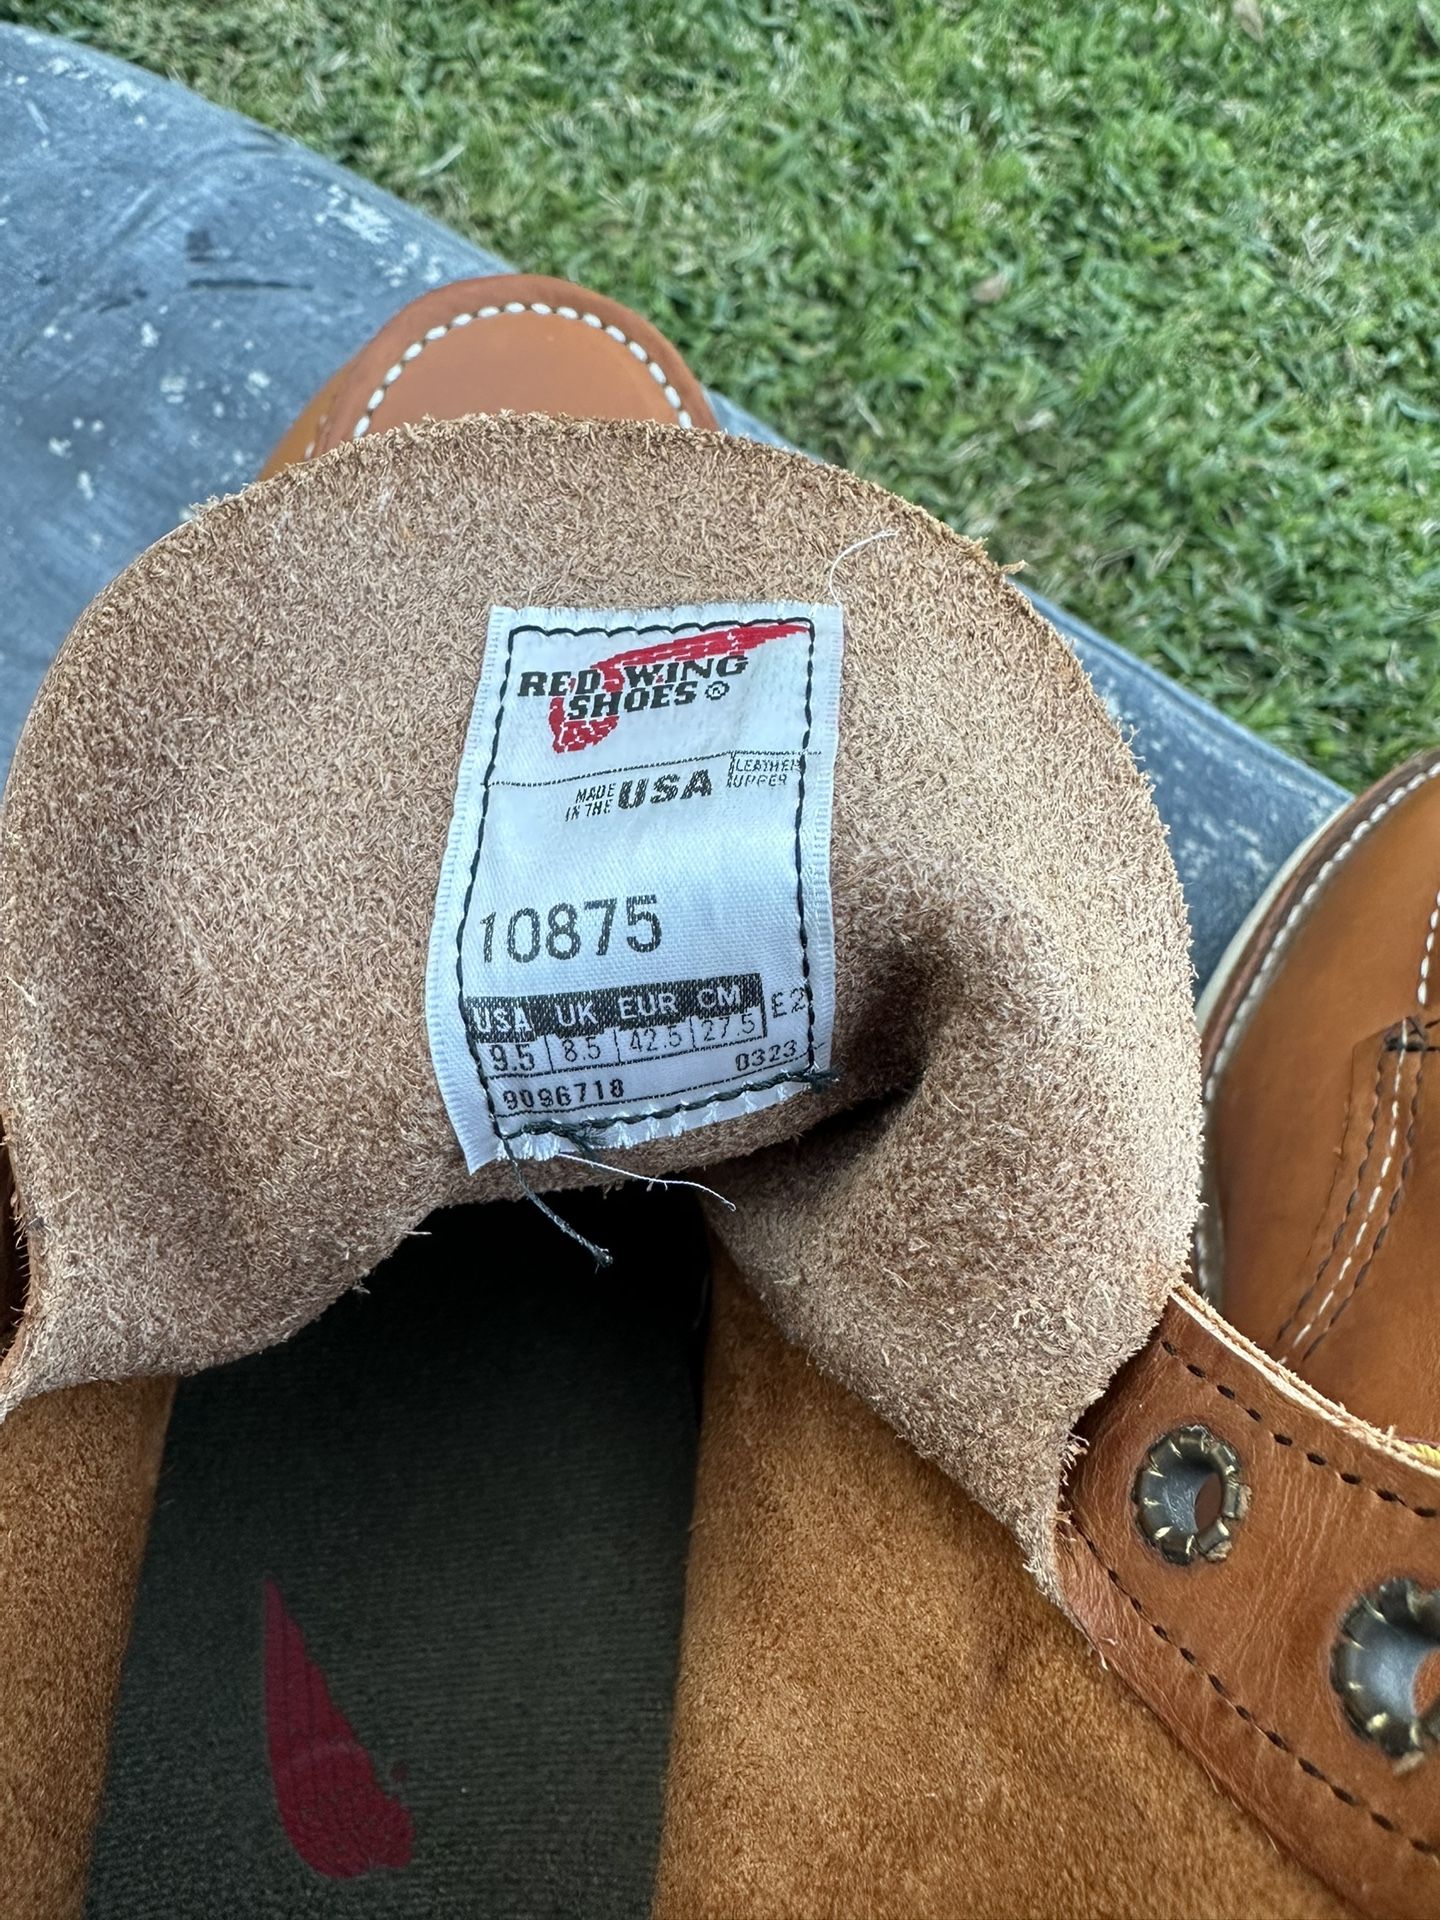 RED WING
SHOES®
MADE IN THE USA LEATHER UPPER
10875
USA UK EUR CM E2
9.5 8.5 42.5 27.5
9096718 0323